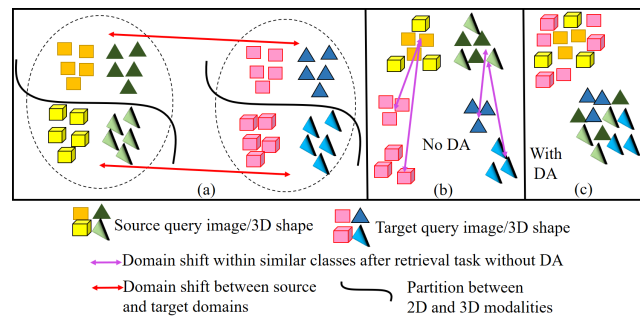 (a)
No DA
(b)
With
DA
(c)
Source query image/3D shape
Target query image/3D shape
Domain shift within similar classes after retrieval task without DA
Domain shift between source
and target domains
Partition between
2D and 3D modalities